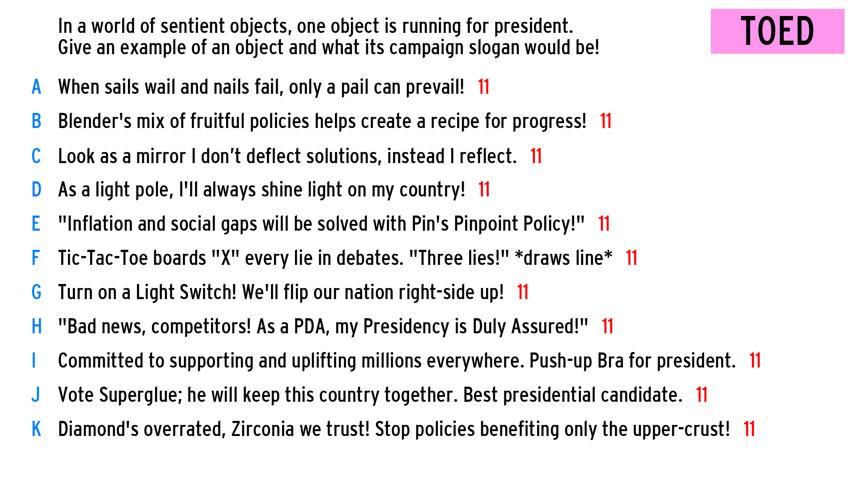 In a world of sentient objects, one object is running for president.
Give an example of an object and what its campaign slogan would be!
TOED
A When sails wail and nails fail, only a pail can prevail! 11
B Blender's mix of fruitful policies helps create a recipe for progress! 11
C Look as a mirror I don’t deflect solutions, instead I reflect. 11
D As a light pole, I'll always shine light on my country! 11
E "Inflation and social gaps will be solved with Pin's Pinpoint Policy!" 11
F Tic-Tac-Toe boards "X" every lie in debates. "Three lies!" *draws line* 11
G Turn on a Light Switch! We'll flip our nation right-side up! 11
H "Bad news, competitors! As a PDA, my Presidency is Duly Assured!" 11
I Committed to supporting and uplifting millions everywhere. Push-up Bra for president. 11
J Vote Superglue; he will keep this country together. Best presidential candidate. 11
K Diamond's overrated, Zirconia we trust! Stop policies benefiting only the upper-crust! 11